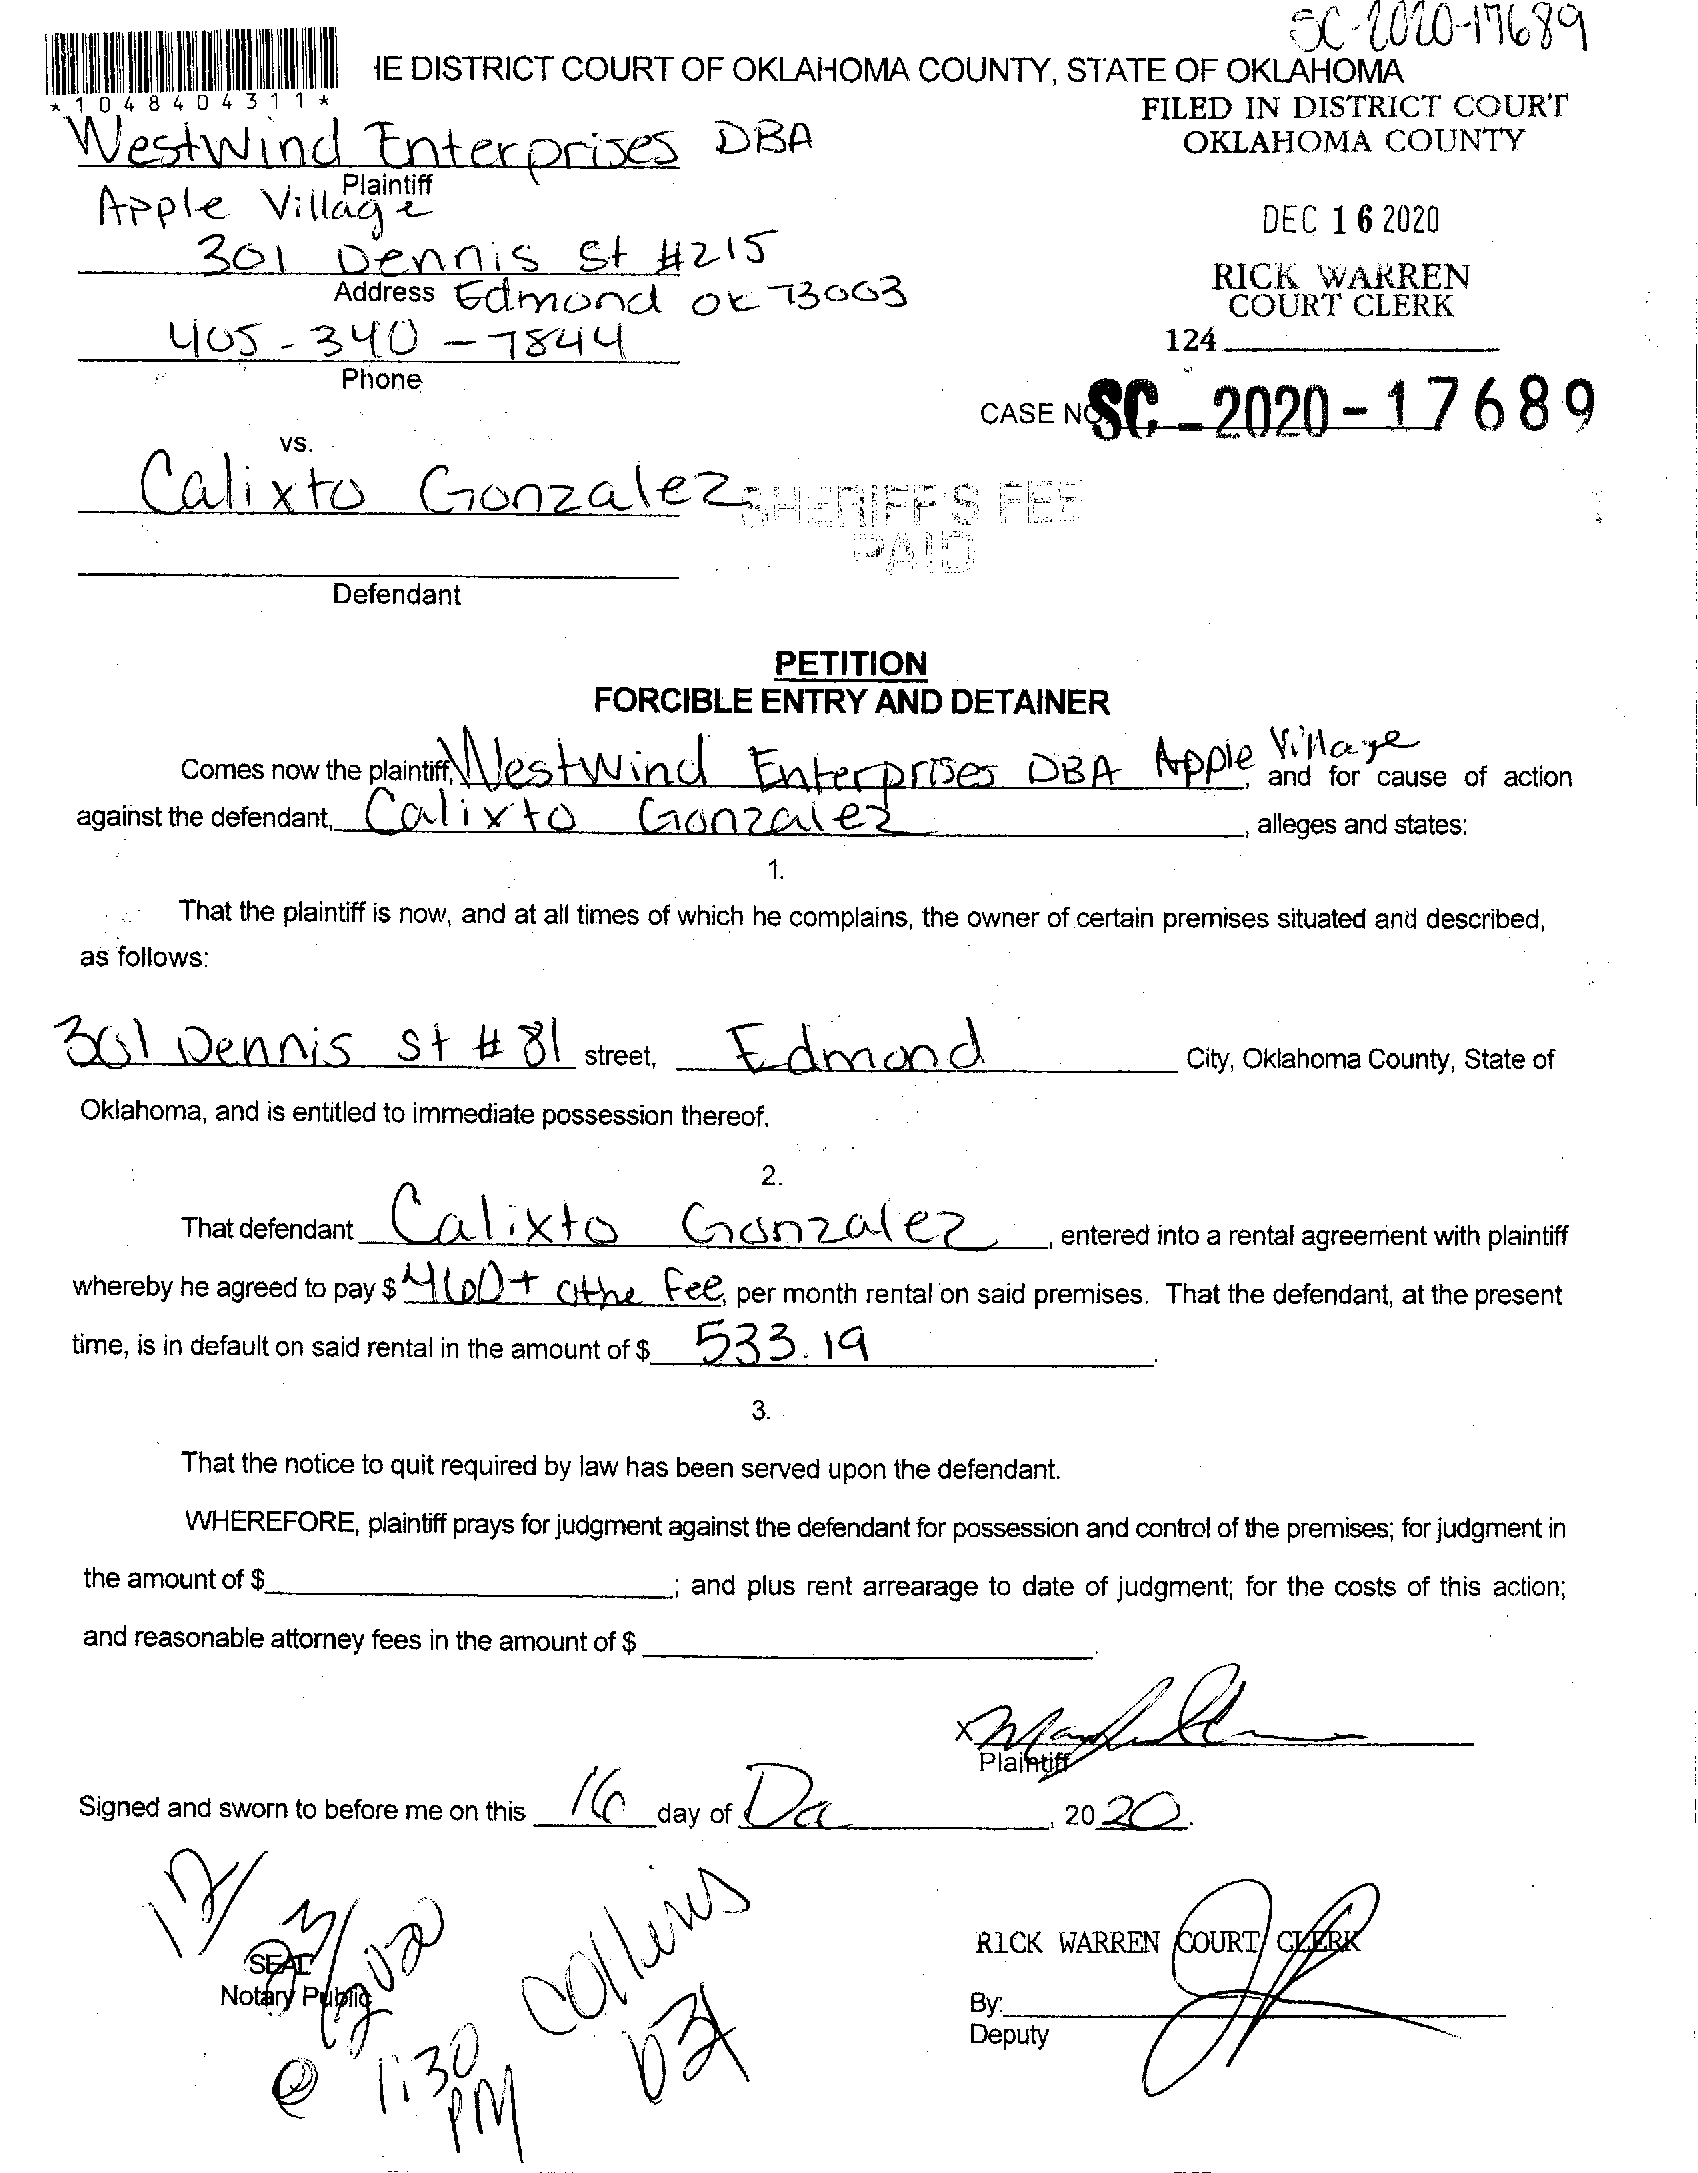 SC-2020-17689
IE DISTRICT COURT OF OKLAHOMA COUNTY, STATE OF OKLAHOMA
*1048404311*
FILED IN DISTRICT COURT
OKLAHOMA COUNTY
Westwind Enterprises DBA
Plaintiff
Apple Village
DEC 16 2020
301 Dennis St #215
RICK WARREN
COURT CLERK
Address Edmond OK 73003
124
405-340-7844
Phone
CASE NO. SC-2020-17689
vs.
Calixto Gonzalez
SHERIFF'S FEE
PAID
Defendant
PETITION
FORCIBLE ENTRY AND DETAINER
Comes now the plaintiff, Westwind Enterprises DBA Apple Village, and for cause of action
against the defendant, Calixto Gonzalez, alleges and states:
1.
That the plaintiff is now, and at all times of which he complains, the owner of certain premises situated and described,
as follows:
301 Dennis St # 81 street, Edmond City, Oklahoma County, State of
Oklahoma, and is entitled to immediate possession thereof.
2.
That defendant Calixto Gonzalez, entered into a rental agreement with plaintiff
whereby he agreed to pay $ 460+ othe Fee, per month rental on said premises. That the defendant, at the present
time, is in default on said rental in the amount of $ 533.19.
3.
That the notice to quit required by law has been served upon the defendant.
WHEREFORE, plaintiff prays for judgment against the defendant for possession and control of the premises; for judgment in
the amount of $ ; and plus rent arrearage to date of judgment; for the costs of this action;
and reasonable attorney fees in the amount of $ .
x
Plaintiff
Signed and sworn to before me on this 16 day of , 2020.
12/23/2020
@ 1:30 PM
Collins
SEAL
Notary Public
RICK WARREN COURT CLERK
By:
Deputy